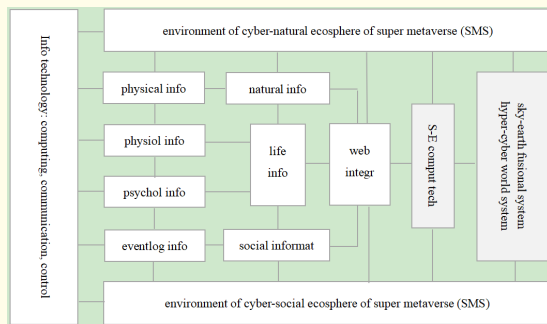 Info technology: computing, communication, control
environment of cyber-natural ecosphere of super metaverse (SMS)
physical info
natural info
physiol info
psychol info
life
info
web
integr
S-E comput tech
sky-earth fusional system
hyper-cyber world system
eventlog info
social informat
environment of cyber-social ecosphere of super metaverse (SMS)